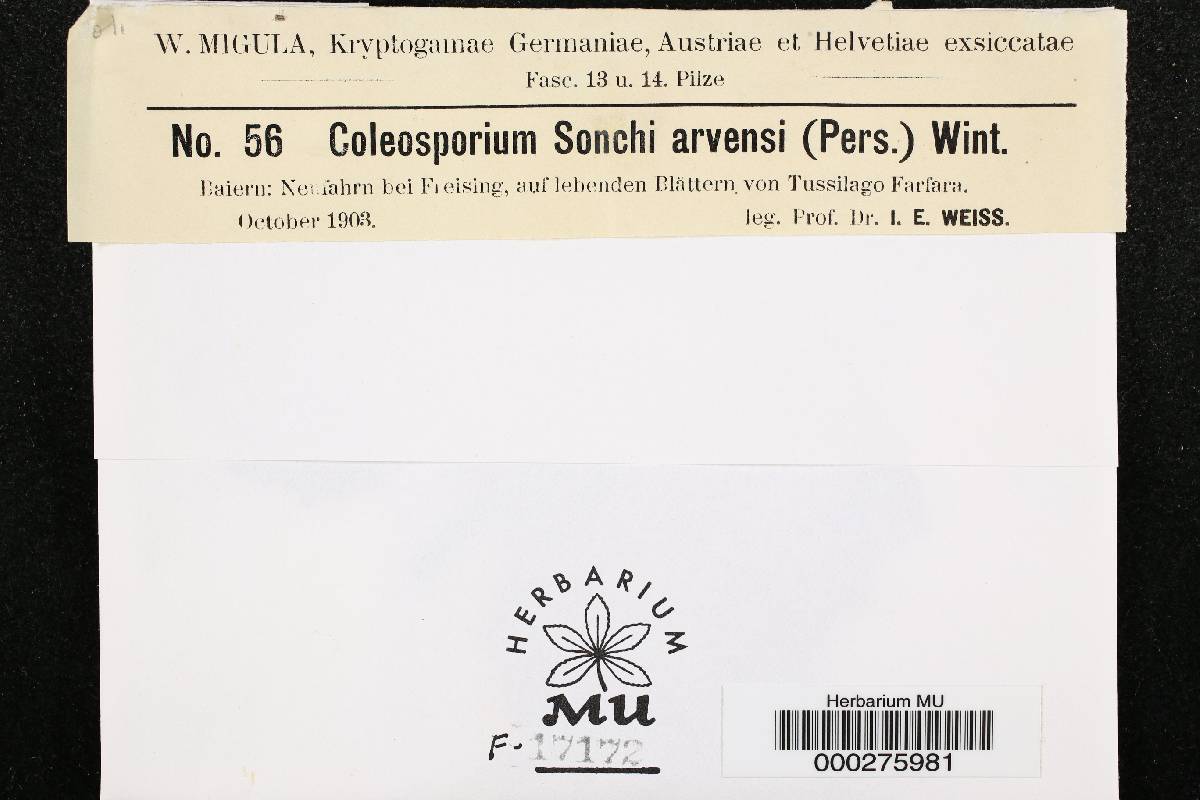 W. MIGULA, Kryptogamae Germaniae, Austriae et Helvetiae exsiccatae
Fasc. 13 u. 14. Pilze
No. 56 Coleosporium Sonchi arvensi (Pers.) Wint.
Baiern: Neufahrn bei Freising, auf lebenden Blättern von Tussilago Farfara.
October 1903. leg. Prof. Dr. I. E. WEISS.
HERBARIUM
MU
F-17172
Herbarium MU
000275981